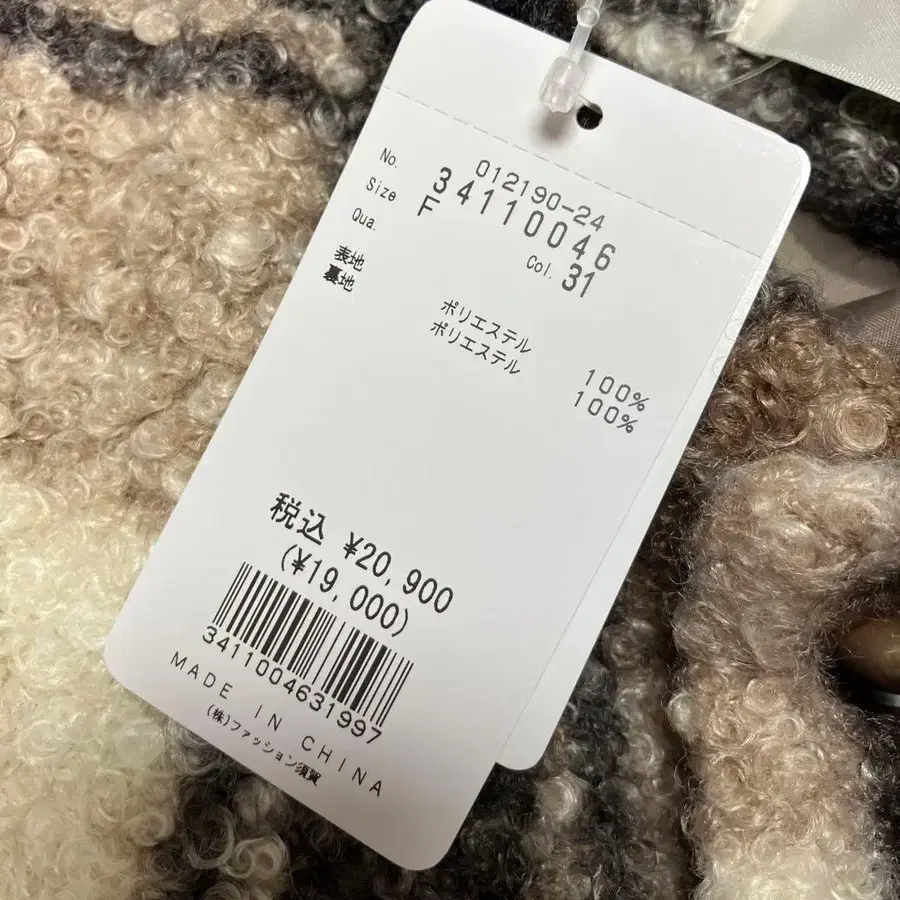 012190-24
No. 34110046
Size F Col. 31
Qua.
表地 ポリエステル 100%
裏地 ポリエステル 100%
税込 ¥20,900
(¥19,000)
3411004631997
MADE IN CHINA
(株)ファッション須賀